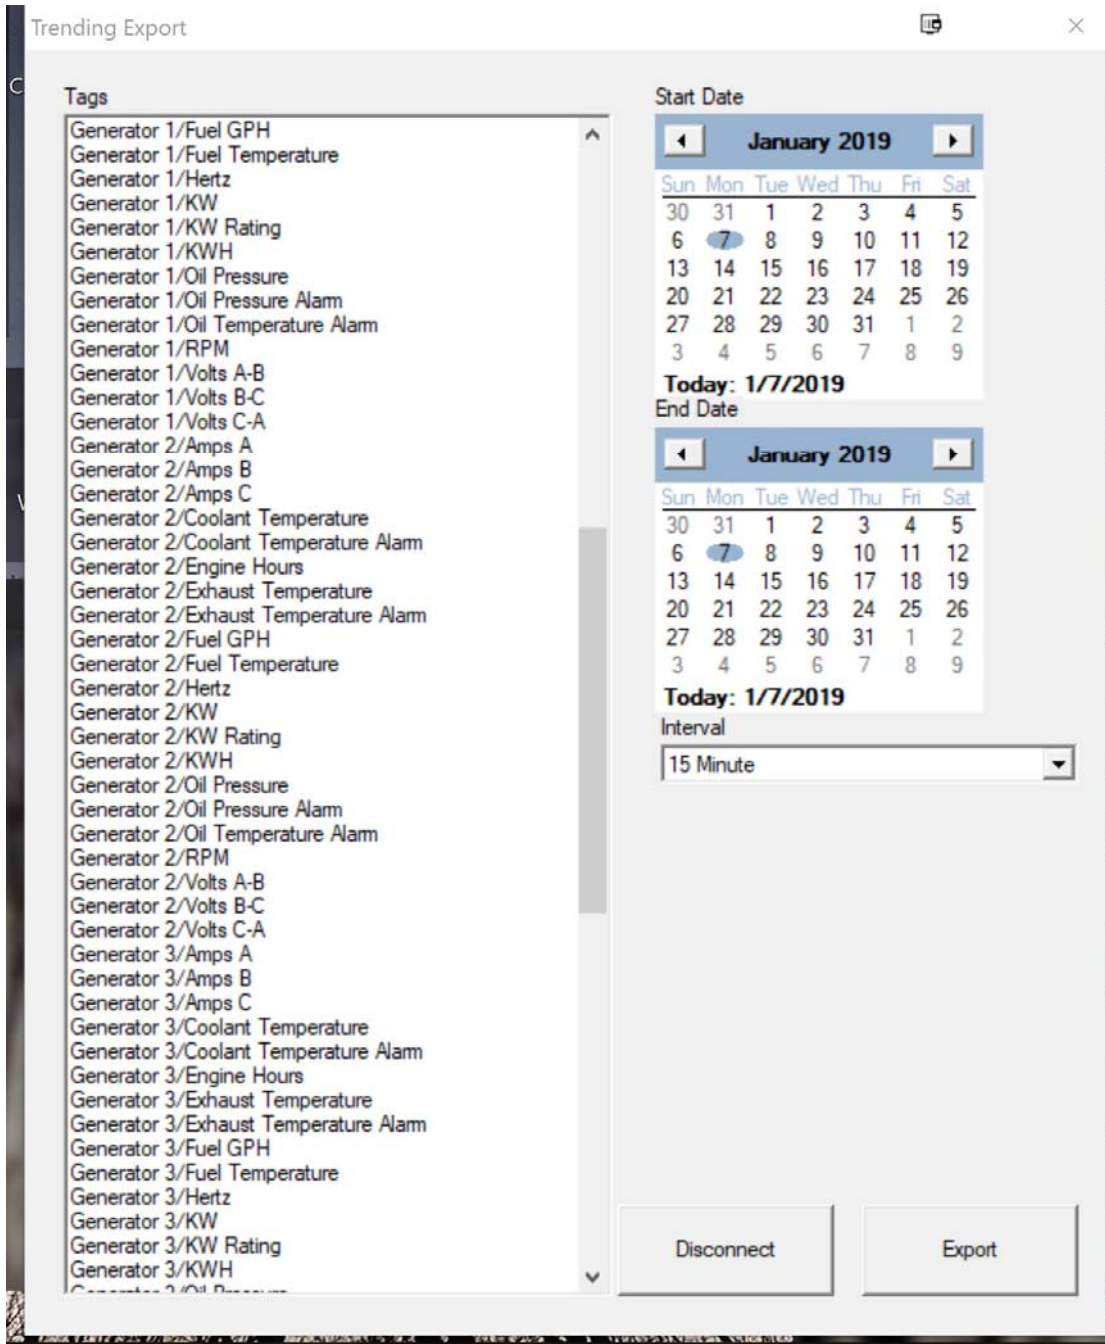 Trending Export
Tags
Generator 1/Fuel GPH
Generator 1/Fuel Temperature
Generator 1/Hertz
Generator 1/KW
Generator 1/KW Rating
Generator 1/KWH
Generator 1/Oil Pressure
Generator 1/Oil Pressure Alarm
Generator 1/Oil Temperature Alarm
Generator 1/RPM
Generator 1/Volts A-B
Generator 1/Volts B-C
Generator 1/Volts C-A
Generator 2/Amps A
Generator 2/Amps B
Generator 2/Amps C
Generator 2/Coolant Temperature
Generator 2/Coolant Temperature Alarm
Generator 2/Engine Hours
Generator 2/Exhaust Temperature
Generator 2/Exhaust Temperature Alarm
Generator 2/Fuel GPH
Generator 2/Fuel Temperature
Generator 2/Hertz
Generator 2/KW
Generator 2/KW Rating
Generator 2/KWH
Generator 2/Oil Pressure
Generator 2/Oil Pressure Alarm
Generator 2/Oil Temperature Alarm
Generator 2/RPM
Generator 2/Volts A-B
Generator 2/Volts B-C
Generator 2/Volts C-A
Generator 3/Amps A
Generator 3/Amps B
Generator 3/Amps C
Generator 3/Coolant Temperature
Generator 3/Coolant Temperature Alarm
Generator 3/Engine Hours
Generator 3/Exhaust Temperature
Generator 3/Exhaust Temperature Alarm
Generator 3/Fuel GPH
Generator 3/Fuel Temperature
Generator 3/Hertz
Generator 3/KW
Generator 3/KW Rating
Generator 3/KWH
Generator 3/Oil Pressure
Start Date
January 2019
Sun Mon Tue Wed Thu Fri Sat
30 31 1 2 3 4 5
6 7 8 9 10 11 12
13 14 15 16 17 18 19
20 21 22 23 24 25 26
27 28 29 30 31 1 2
3 4 5 6 7 8 9
Today: 1/7/2019
End Date
January 2019
Sun Mon Tue Wed Thu Fri Sat
30 31 1 2 3 4 5
6 7 8 9 10 11 12
13 14 15 16 17 18 19
20 21 22 23 24 25 26
27 28 29 30 31 1 2
3 4 5 6 7 8 9
Today: 1/7/2019
Interval
15 Minute
Disconnect
Export